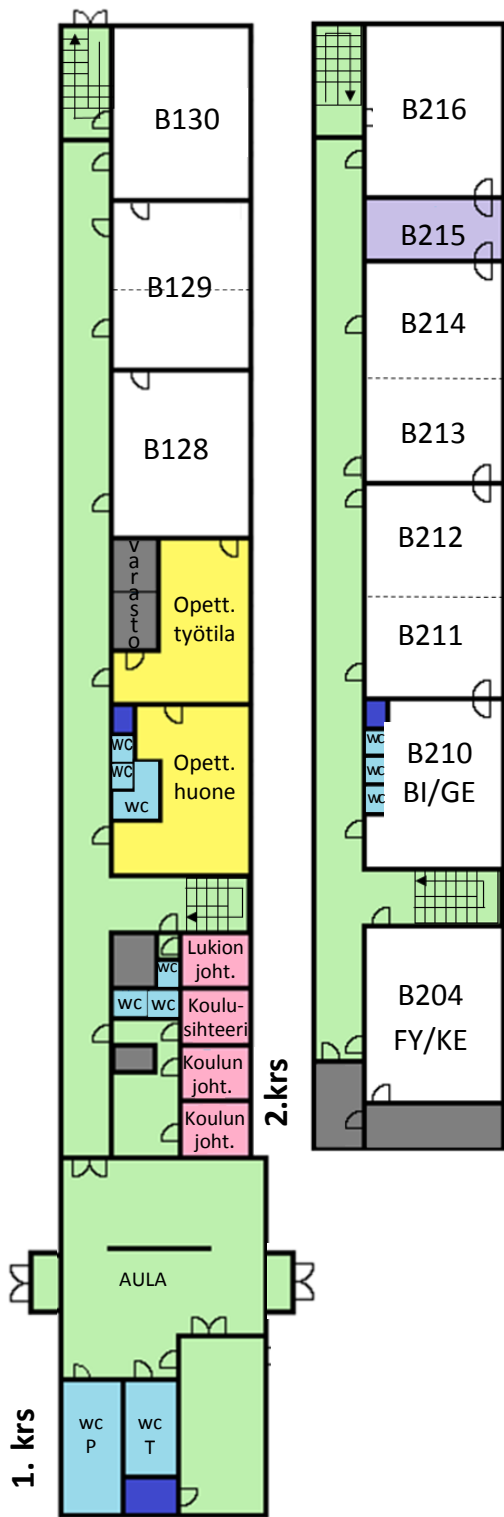 B130
B129
B128
varasto
Opett.
työtila
wc
wc
wc
Opett.
huone
wc
wc
wc
Lukion
joht.
Koulu-
sihteeri
Koulun
joht.
Koulun
joht.
AULA
wc
P
wc
T
1. krs
B216
B215
B214
B213
B212
B211
wc
wc
wc
B210
BI/GE
B204
FY/KE
2.krs